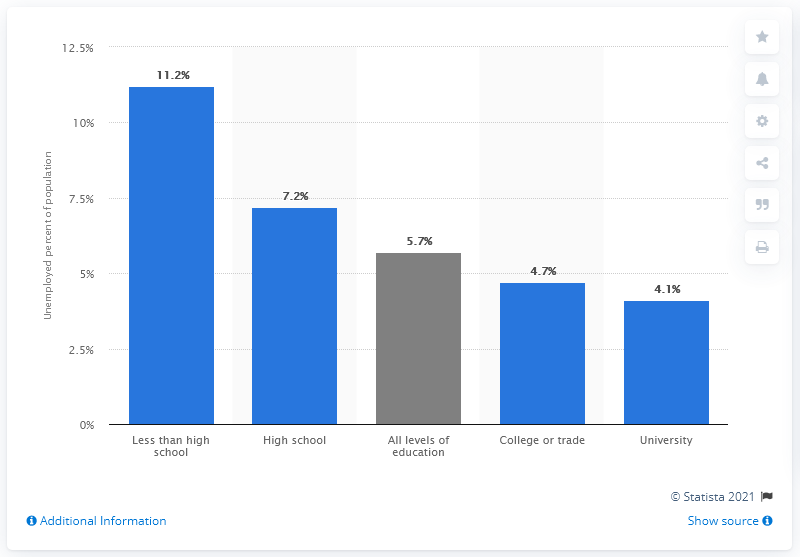 12.5%
11.2%
10%
Unemployed percent of population
7.5%
7.2%
5.7%
5%
4.7%
4.1%
2.5%
0%
Less than high
school
High school
All levels of
education
College or trade
University
© Statista 2021
Additional Information
Show source